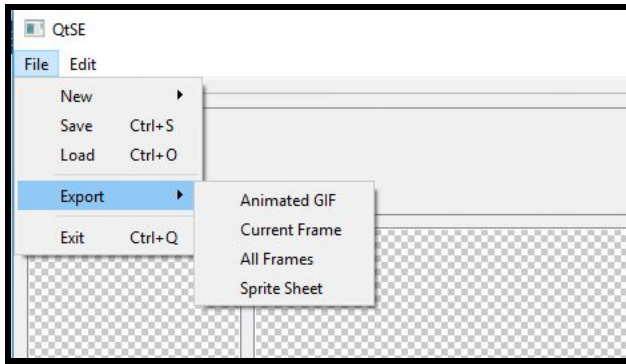 QtSE
File Edit
New
Save Ctrl+S
Load Ctrl+O
Export
Exit Ctrl+Q
Animated GIF
Current Frame
All Frames
Sprite Sheet